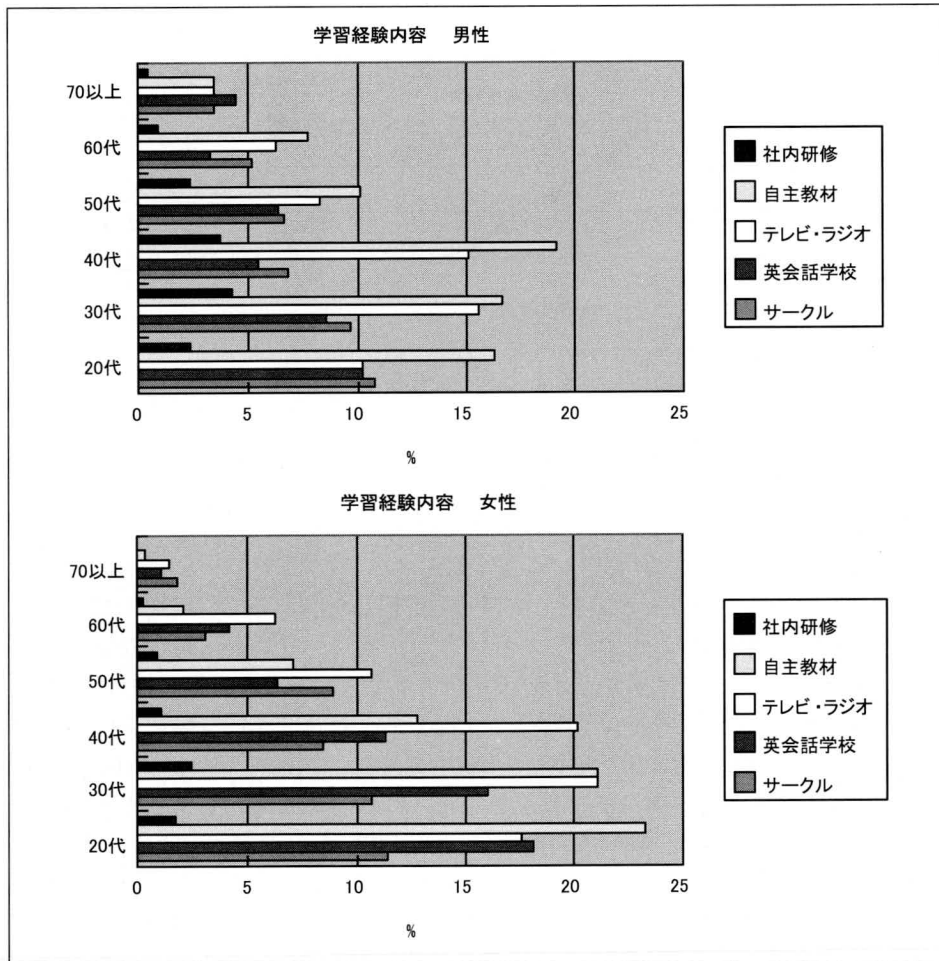 学習経験内容 男性
70以上
60代
50代
40代
30代
20代
0 5 10 15 20 25
%
社内研修
自主教材
テレビ・ラジオ
英会話学校
サークル
学習経験内容 女性
70以上
60代
50代
40代
30代
20代
0 5 10 15 20 25
%
社内研修
自主教材
テレビ・ラジオ
英会話学校
サークル